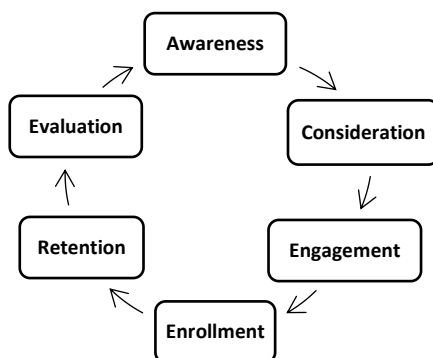 Awareness
Consideration
Engagement
Enrollment
Retention
Evaluation